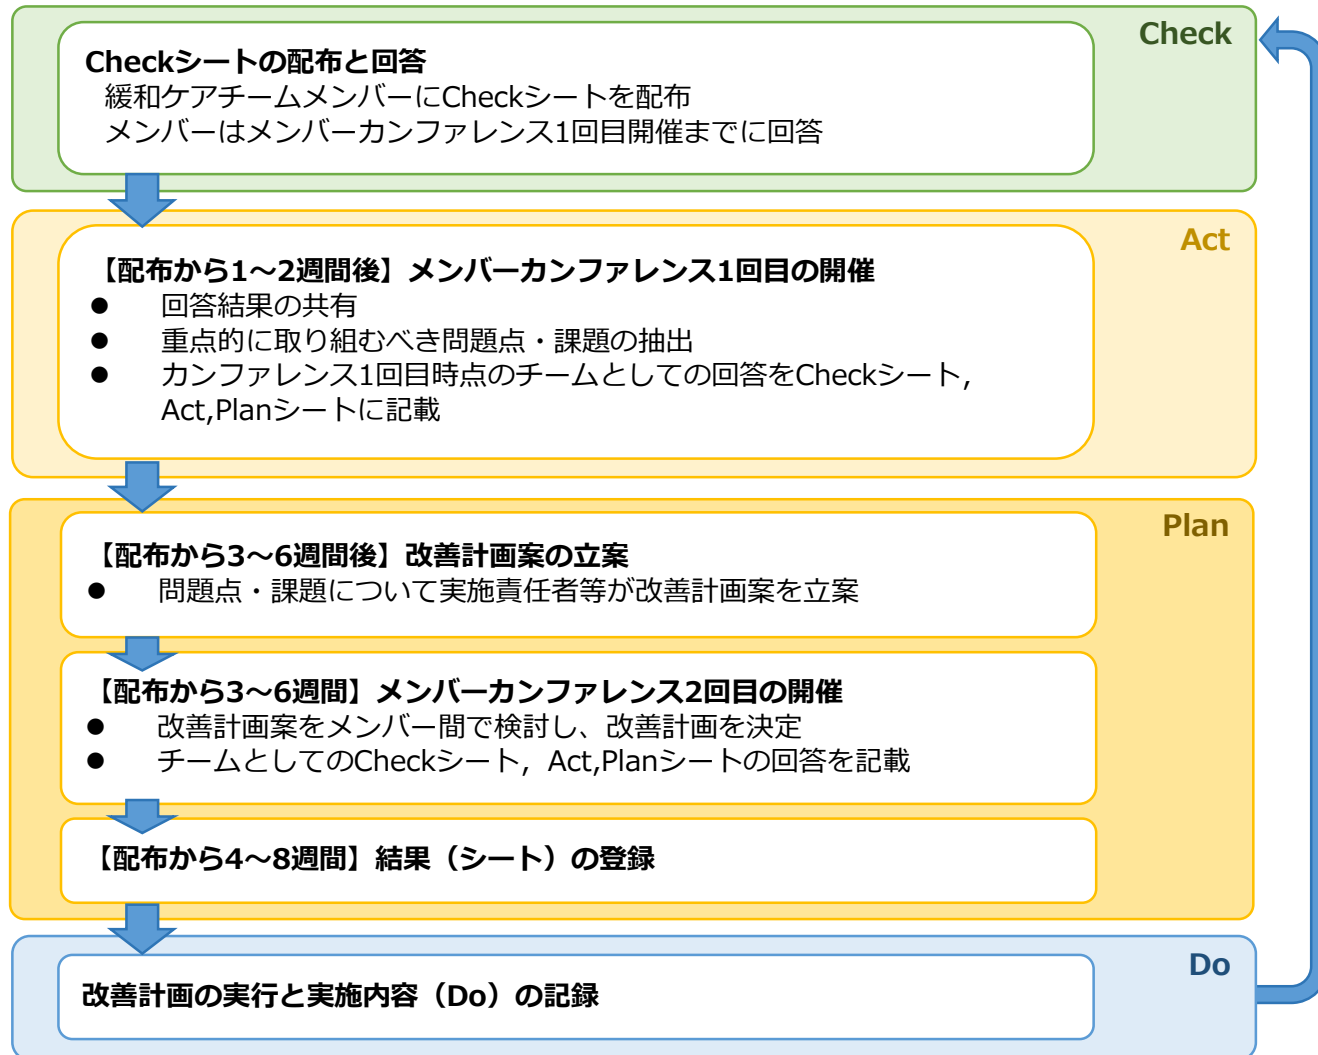 Check
Checkシートの配布と回答
緩和ケアチームメンバーにCheckシートを配布
メンバーはメンバーカンファレンス1回目開催までに回答
Act
【配布から1～2週間後】メンバーカンファレンス1回目の開催
● 回答結果の共有
● 重点的に取り組むべき問題点・課題の抽出
● カンファレンス1回目時点のチームとしての回答をCheckシート，
Act,Planシートに記載
Plan
【配布から3～6週間後】改善計画案の立案
● 問題点・課題について実施責任者等が改善計画案を立案
【配布から3～6週間】メンバーカンファレンス2回目の開催
● 改善計画案をメンバー間で検討し、改善計画を決定
● チームとしてのCheckシート，Act,Planシートの回答を記載
【配布から4～8週間】結果（シート）の登録
Do
改善計画の実行と実施内容（Do）の記録